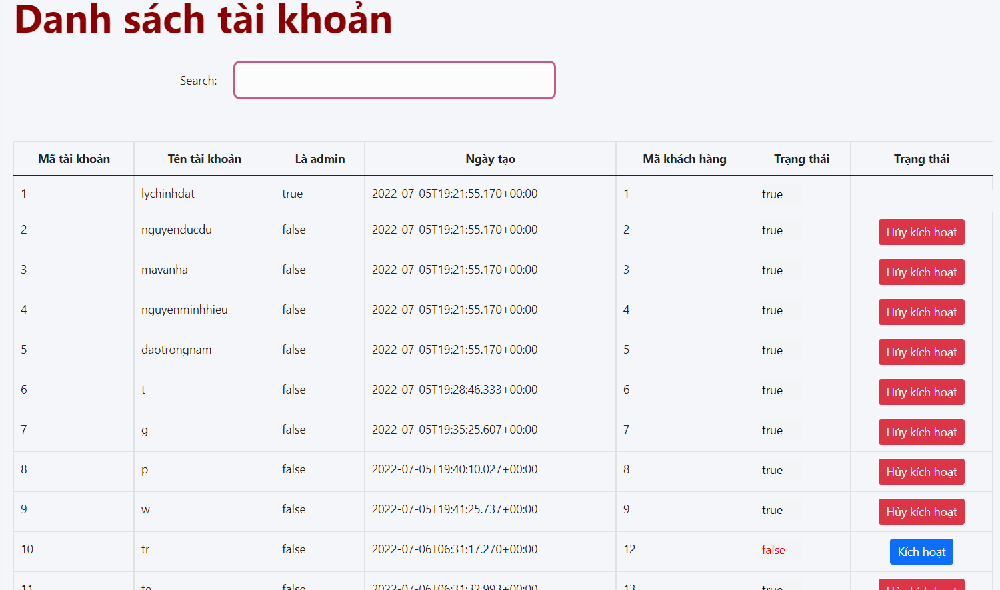 Danh sách tài khoản
Search:
Mã tài khoản Tên tài khoản Là admin Ngày tạo Mã khách hàng Trạng thái Trạng thái
1 lychinhdat true 2022-07-05T19:21:55.170+00:00 1 true
2 nguyenducdu false 2022-07-05T19:21:55.170+00:00 2 true Hủy kích hoạt
3 mavanha false 2022-07-05T19:21:55.170+00:00 3 true Hủy kích hoạt
4 nguyenminhhieu false 2022-07-05T19:21:55.170+00:00 4 true Hủy kích hoạt
5 daotrongnam false 2022-07-05T19:21:55.170+00:00 5 true Hủy kích hoạt
6 t false 2022-07-05T19:28:46.333+00:00 6 true Hủy kích hoạt
7 g false 2022-07-05T19:35:25.607+00:00 7 true Hủy kích hoạt
8 p false 2022-07-05T19:40:10.027+00:00 8 true Hủy kích hoạt
9 w false 2022-07-05T19:41:25.737+00:00 9 true Hủy kích hoạt
10 tr false 2022-07-06T06:31:17.270+00:00 12 false Kích hoạt
11 te false 2022-07-06T06:31:32.993+00:00 13 true Hủy kích hoạt